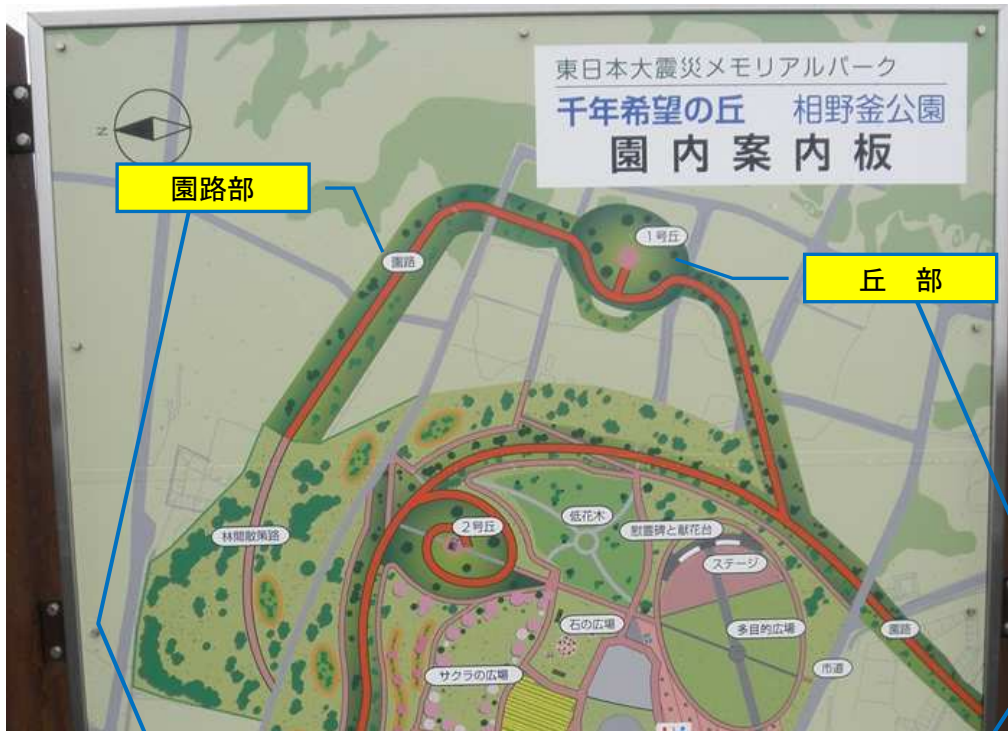 東日本大震災メモリアルパーク
千年希望の丘 相野釜公園
園内案内板
N
園路部
1号丘
園路
丘 部
2号丘
低花木
慰霊碑と献花台
林間散策路
ステージ
石の広場
多目的広場
園路
市道
サクラの広場